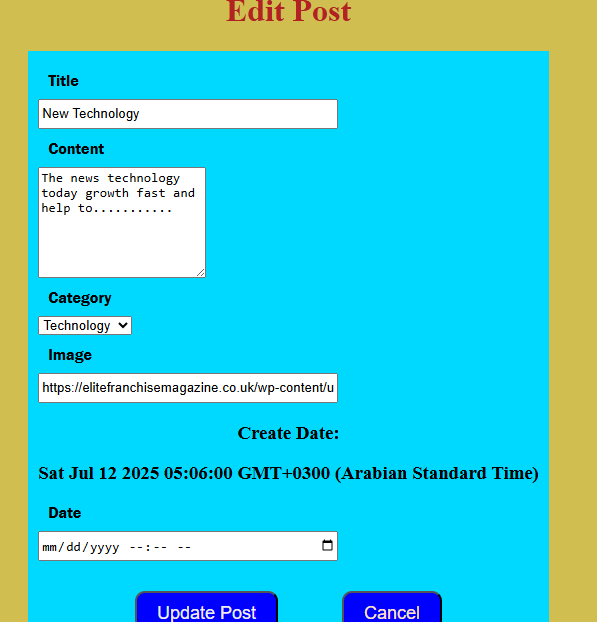 Edit Post
Title
New Technology
Content
The news technology
today growth fast and
help to...........
Category
Technology
Image
https://elitefranchisemagazine.co.uk/wp-content/u
Create Date:
Sat Jul 12 2025 05:06:00 GMT+0300 (Arabian Standard Time)
Date
mm/dd/yyyy --:-- --
Update Post
Cancel